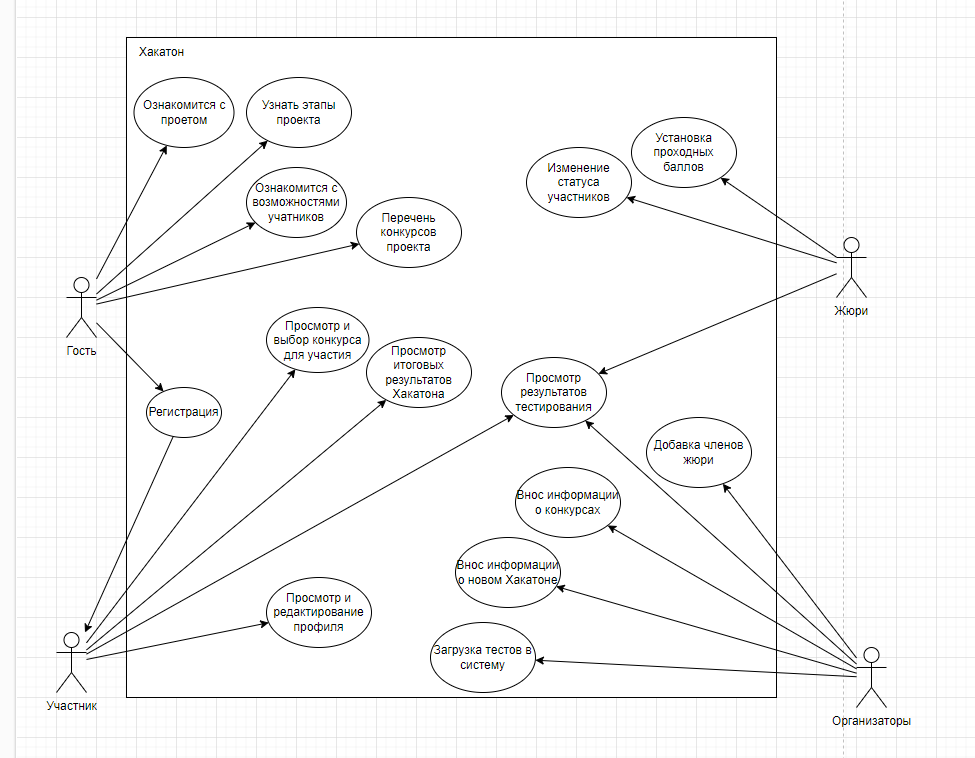 Хакатон
Ознакомится с
проетом
Узнать этапы
проекта
Ознакомится с
возможностями
учатников
Перечень
конкурсов
проекта
Установка
проходных
баллов
Изменение
статуса
участников
Жюри
Гость
Просмотр и
выбор конкурса
для участия
Просмотр
итоговых
результатов
Хакатона
Просмотр
результатов
тестирования
Регистрация
Добавка членов
жюри
Внос информации
о конкурсах
Внос информации
о новом Хакатоне
Просмотр и
редактирование
профиля
Загрузка тестов в
систему
Участник
Организаторы